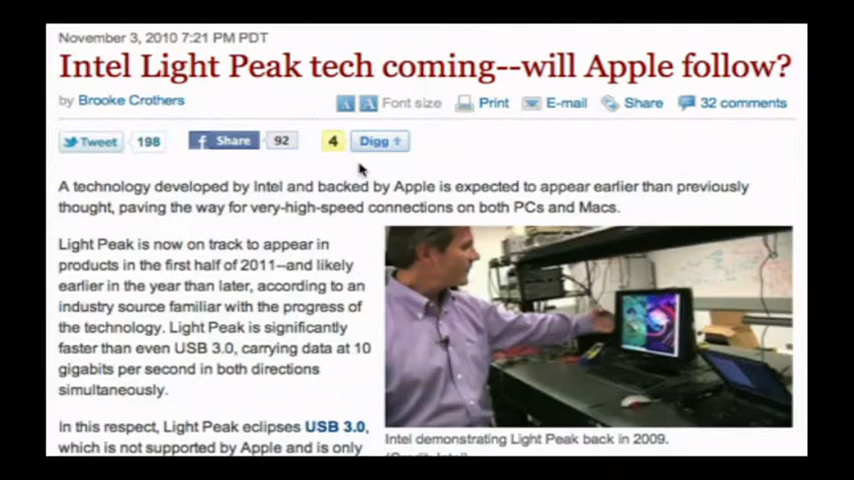 November 3, 2010 7:21 PM PDT
Intel Light Peak tech coming--will Apple follow?
by Brooke Crothers
A A Font size Print E-mail Share 32 comments
Tweet 198 f Share 92 4 Digg
A technology developed by Intel and backed by Apple is expected to appear earlier than previously
thought, paving the way for very-high-speed connections on both PCs and Macs.
Light Peak is now on track to appear in
products in the first half of 2011--and likely
earlier in the year than later, according to an
industry source familiar with the progress of
the technology. Light Peak is significantly
faster than even USB 3.0, carrying data at 10
gigabits per second in both directions
simultaneously.
In this respect, Light Peak eclipses USB 3.0,
which is not supported by Apple and is only
Intel demonstrating Light Peak back in 2009.